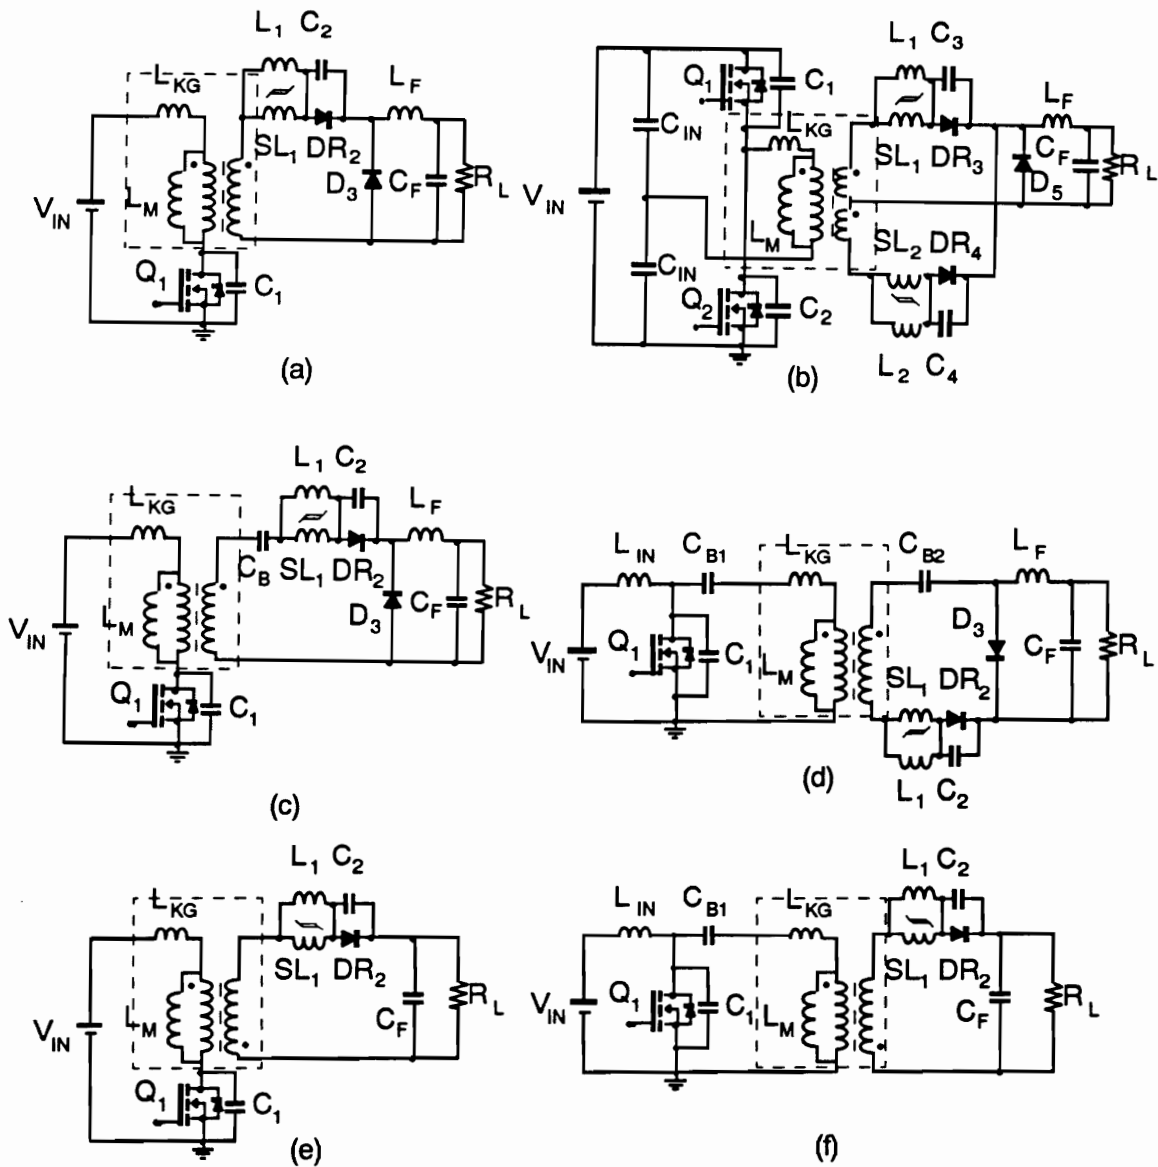 L1 C2
LKG
LF
SL1 DR2
D3 CF RL
VIN
LM
Q1 C1
(a)
L1 C3
Q1 C1
LKG
LF
CIN
SL1 DR3
D5 CF RL
VIN
LM
SL2 DR4
CIN
Q2 C2
L2 C4
(b)
L1 C2
LKG
LF
CB SL1 DR2
D3 CF RL
VIN
LM
Q1 C1
(c)
LIN CB1 LKG CB2 LF
D3
Q1 C1
CF RL
VIN
LM
SL1 DR2
L1 C2
(d)
L1 C2
LKG
SL1 DR2
CF RL
VIN
LM
Q1 C1
(e)
L1 C2
LIN CB1 LKG
SL1 DR2
Q1 C1
CF RL
VIN
LM
(f)